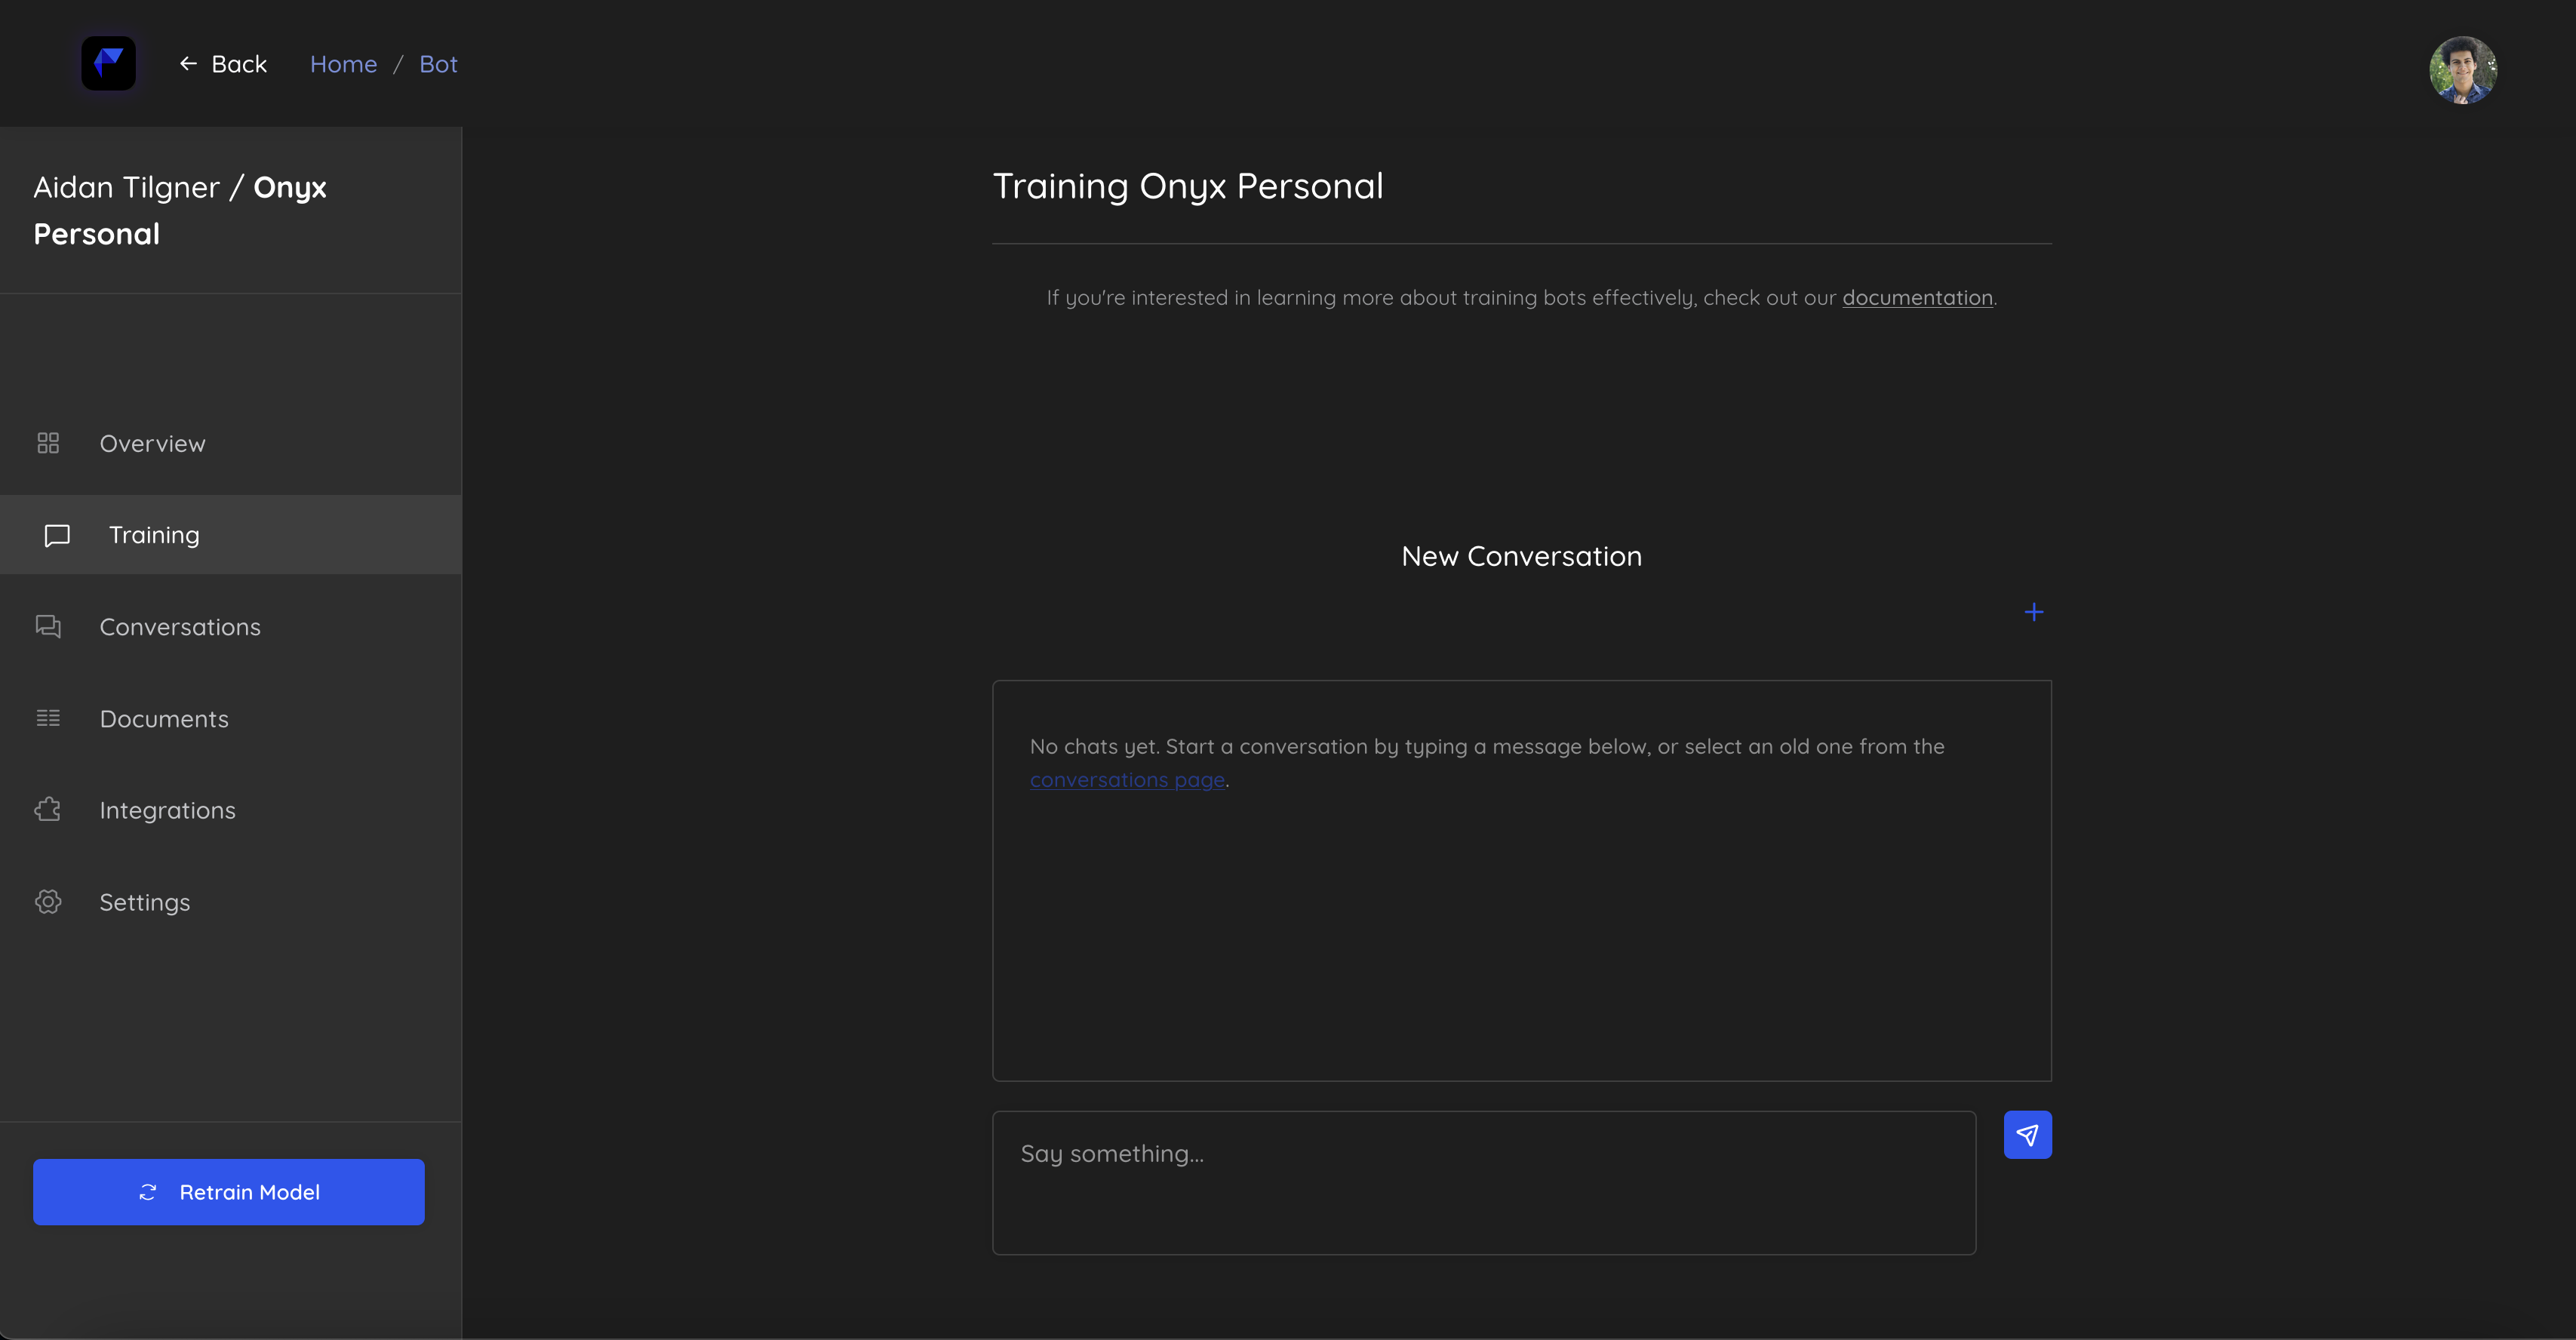 Back
Home / Bot
Aidan Tilgner / Onyx
Personal
Overview
Training
Conversations
Documents
Integrations
Settings
Retrain Model
Training Onyx Personal
If you're interested in learning more about training bots effectively, check out our documentation.
New Conversation
No chats yet. Start a conversation by typing a message below, or select an old one from the
conversations page.
Say something...